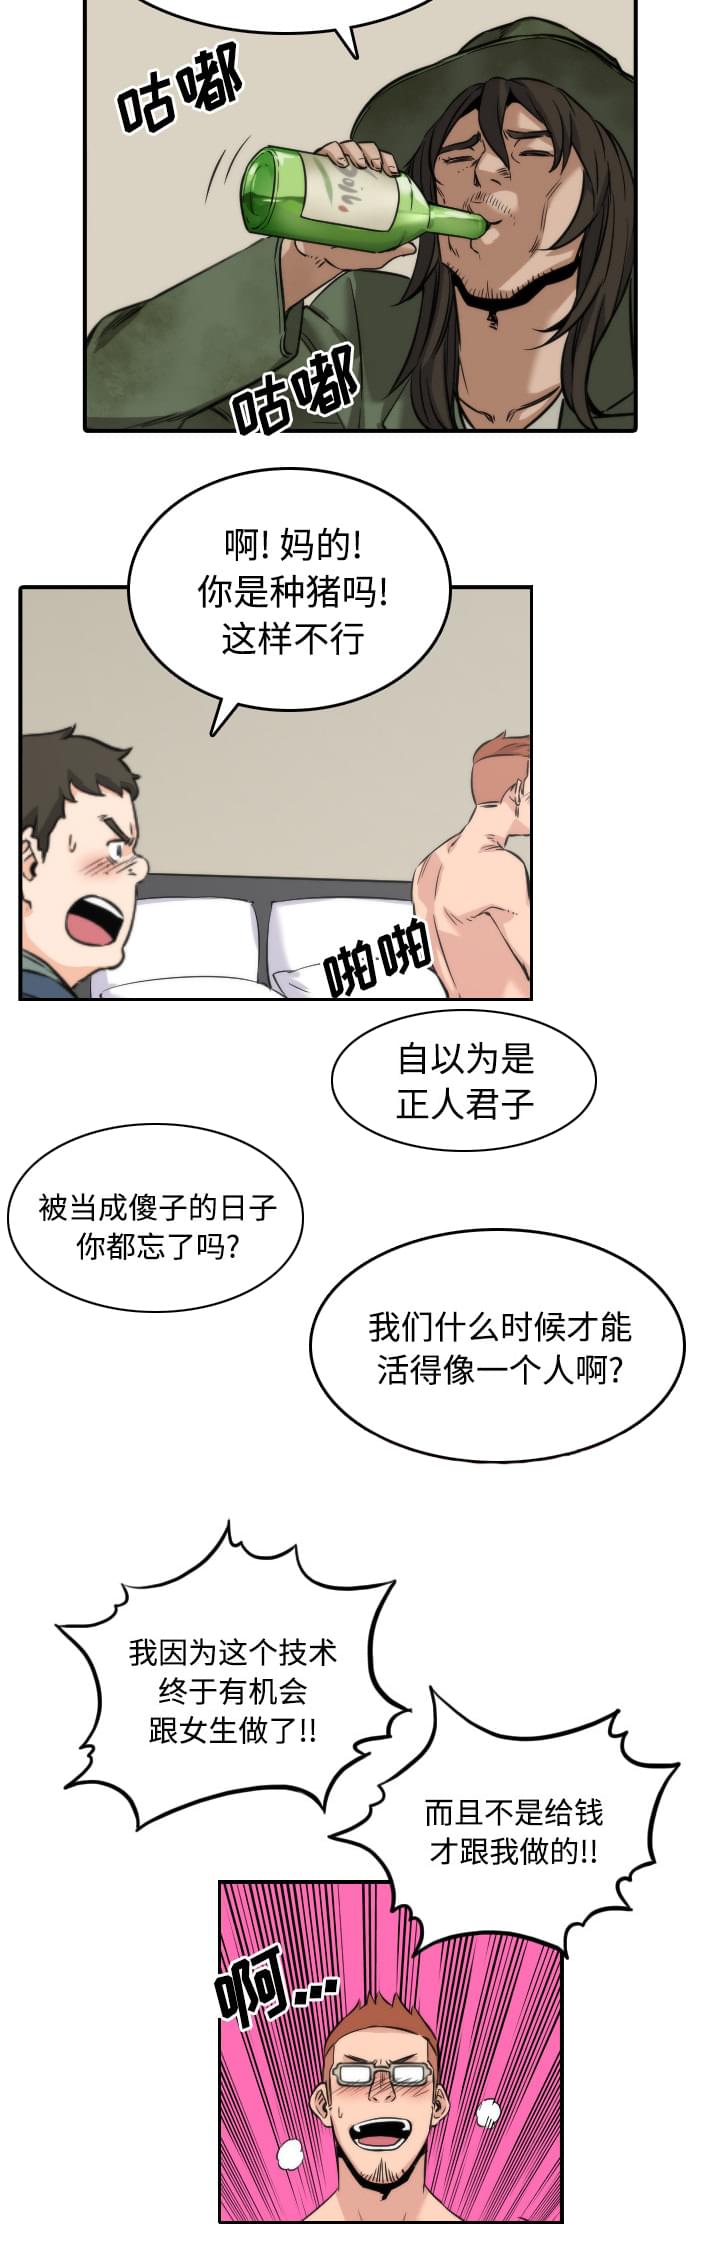 咕嘟
咕嘟
啊! 妈的!
你是种猪吗!
这样不行
啪啪
自以为是
正人君子
被当成傻子的日子
你都忘了吗?
我们什么时候才能
活得像一个人啊?
我因为这个技术
终于有机会
跟女生做了!!
而且不是给钱
才跟我做的!!
啊...